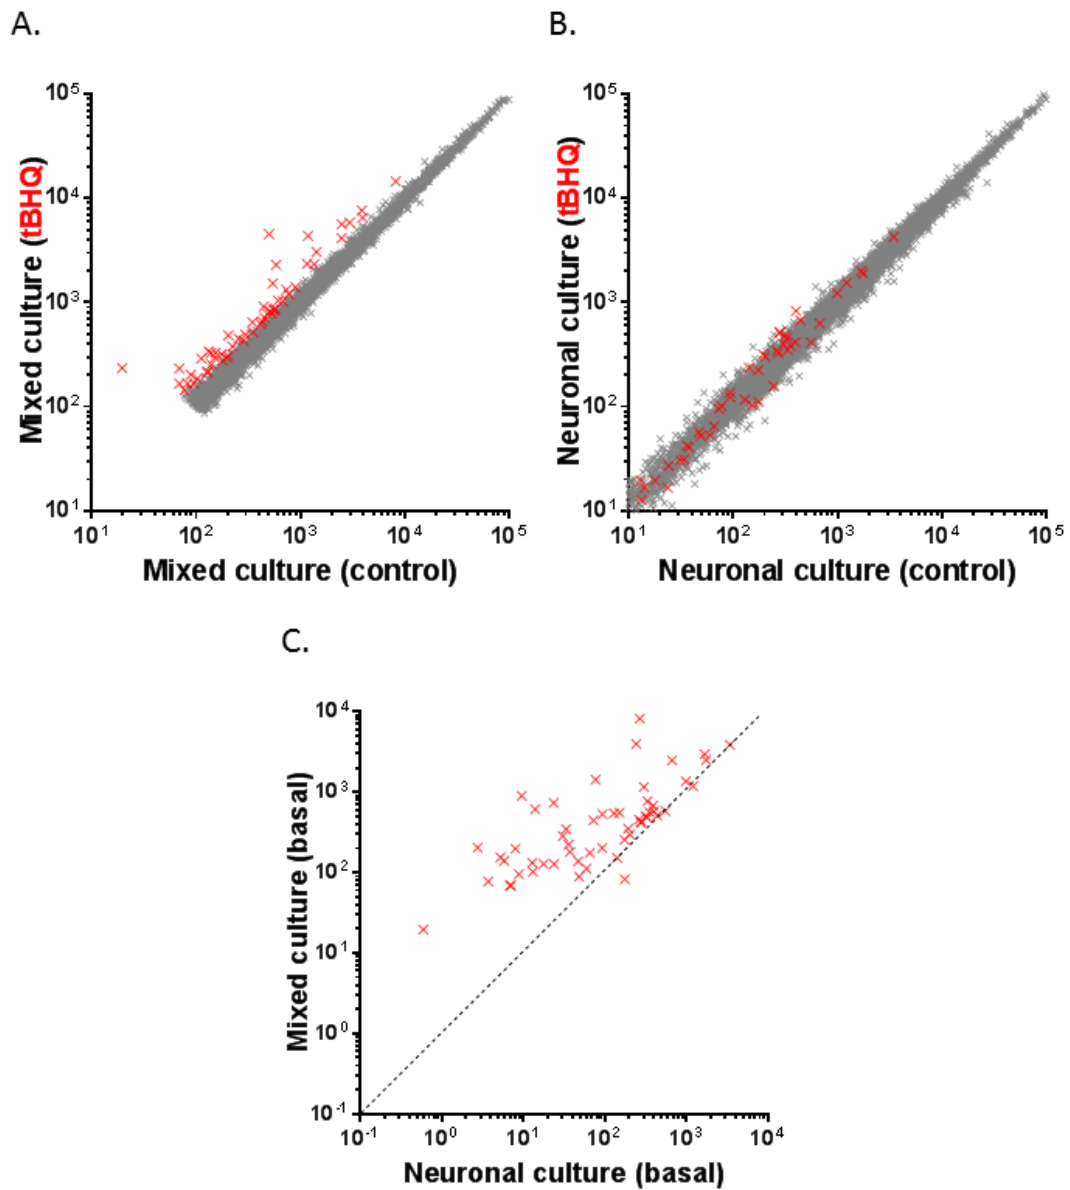 A.
B.
10⁵
10⁴
10³
10²
10¹
Mixed culture (tBHQ)
10¹ 10² 10³ 10⁴ 10⁵
Mixed culture (control)
10⁵
10⁴
10³
10²
10¹
Neuronal culture (tBHQ)
10¹ 10² 10³ 10⁴ 10⁵
Neuronal culture (control)
C.
10⁴
10³
10²
10¹
10⁰
10⁻¹
Mixed culture (basal)
10⁻¹ 10⁰ 10¹ 10² 10³ 10⁴
Neuronal culture (basal)